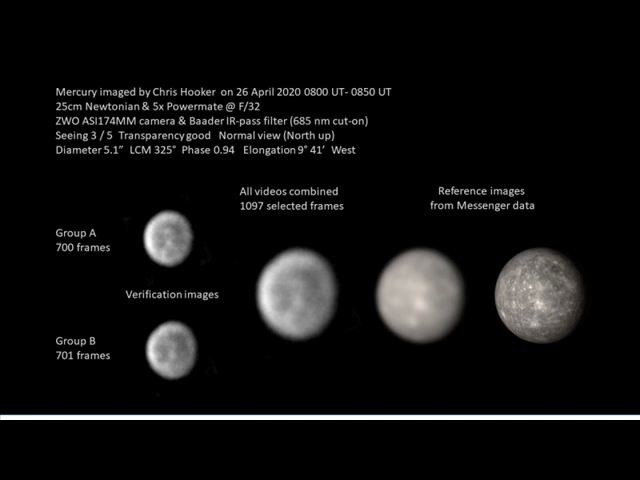 Mercury imaged by Chris Hooker on 26 April 2020 0800 UT- 0850 UT
25cm Newtonian & 5x Powermate @ F/32
ZWO ASI174MM camera & Baader IR-pass filter (685 nm cut-on)
Seeing 3 / 5 Transparency good Normal view (North up)
Diameter 5.1” LCM 325° Phase 0.94 Elongation 9° 41’ West
All videos combined
1097 selected frames
Reference images
from Messenger data
Group A
700 frames
Verification images
Group B
701 frames